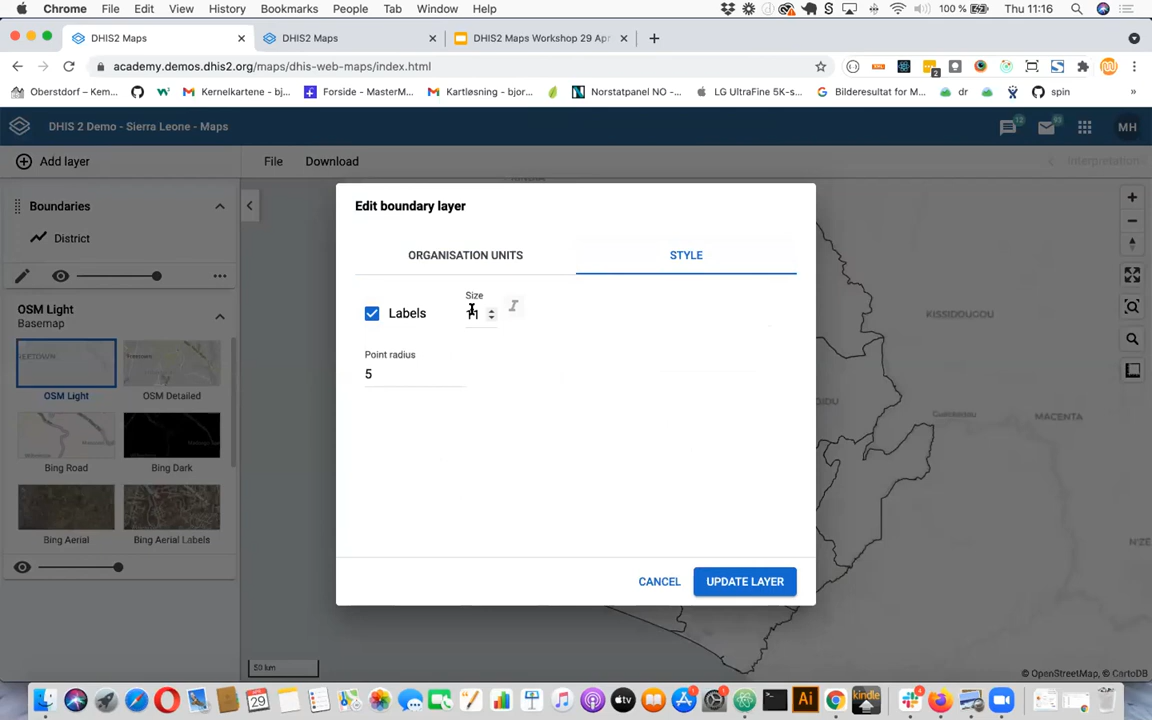 Chrome File Edit View History Bookmarks People Tab Window Help 100 % Thu 11:16
DHIS2 Maps DHIS2 Maps DHIS2 Maps Workshop 29 Apr
academy.demos.dhis2.org/maps/dhis-web-maps/index.html
Oberstdorf – Kem... Kernelkartene - bj... Forside - MasterM... Kartløsning - bjor... Norstatpanel NO -... LG UltraFine 5K-s... Bilderesultat for M... dr spin »
DHIS 2 Demo - Sierra Leone - Maps 12 93 MH
Add layer File Download Interpretation
Boundaries
District
OSM Light
Basemap
OSM Light OSM Detailed
Bing Road Bing Dark
Bing Aerial Bing Aerial Labels
Edit boundary layer
ORGANISATION UNITS STYLE
Labels Size 11
Point radius
5
CANCEL UPDATE LAYER
KISSIDOUGOU
MACENTA
50 km
© OpenStreetMap, © CartoDB